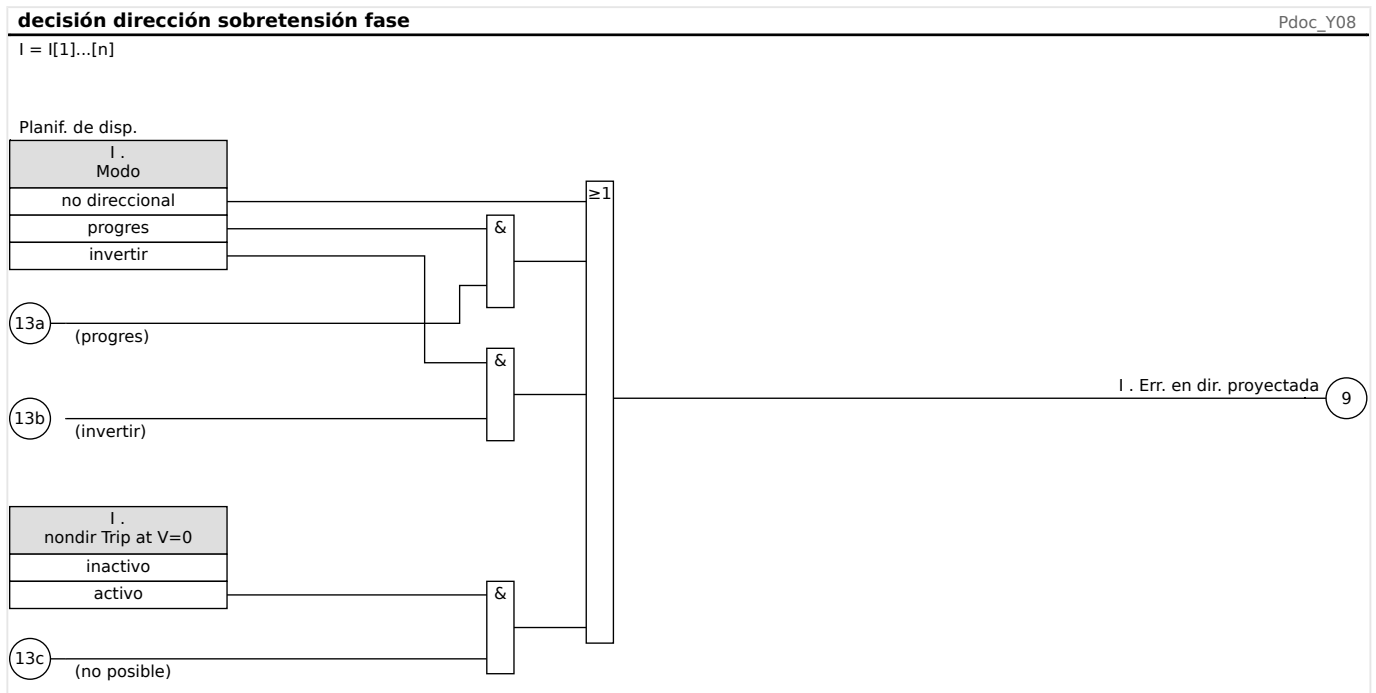 decisión dirección sobretensión fase
Pdoc_Y08
I = I[1]...[n]
Planif. de disp.
I .
Modo
no direccional
progres
invertir
≥1
&
13a
(progres)
&
I . Err. en dir. proyectada
9
13b
(invertir)
I .
nondir Trip at V=0
inactivo
activo
&
13c
(no posible)